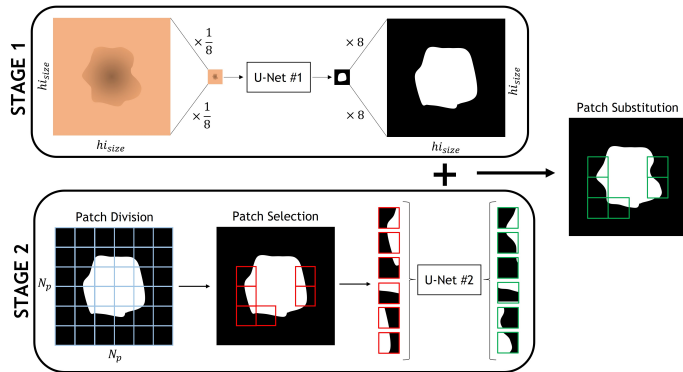 STAGE 1
hi_size
× 1/8
× 1/8
hi_size
U-Net #1
× 8
× 8
hi_size
hi_size
Patch Substitution
+
STAGE 2
Patch Division
Patch Selection
N_p
N_p
U-Net #2